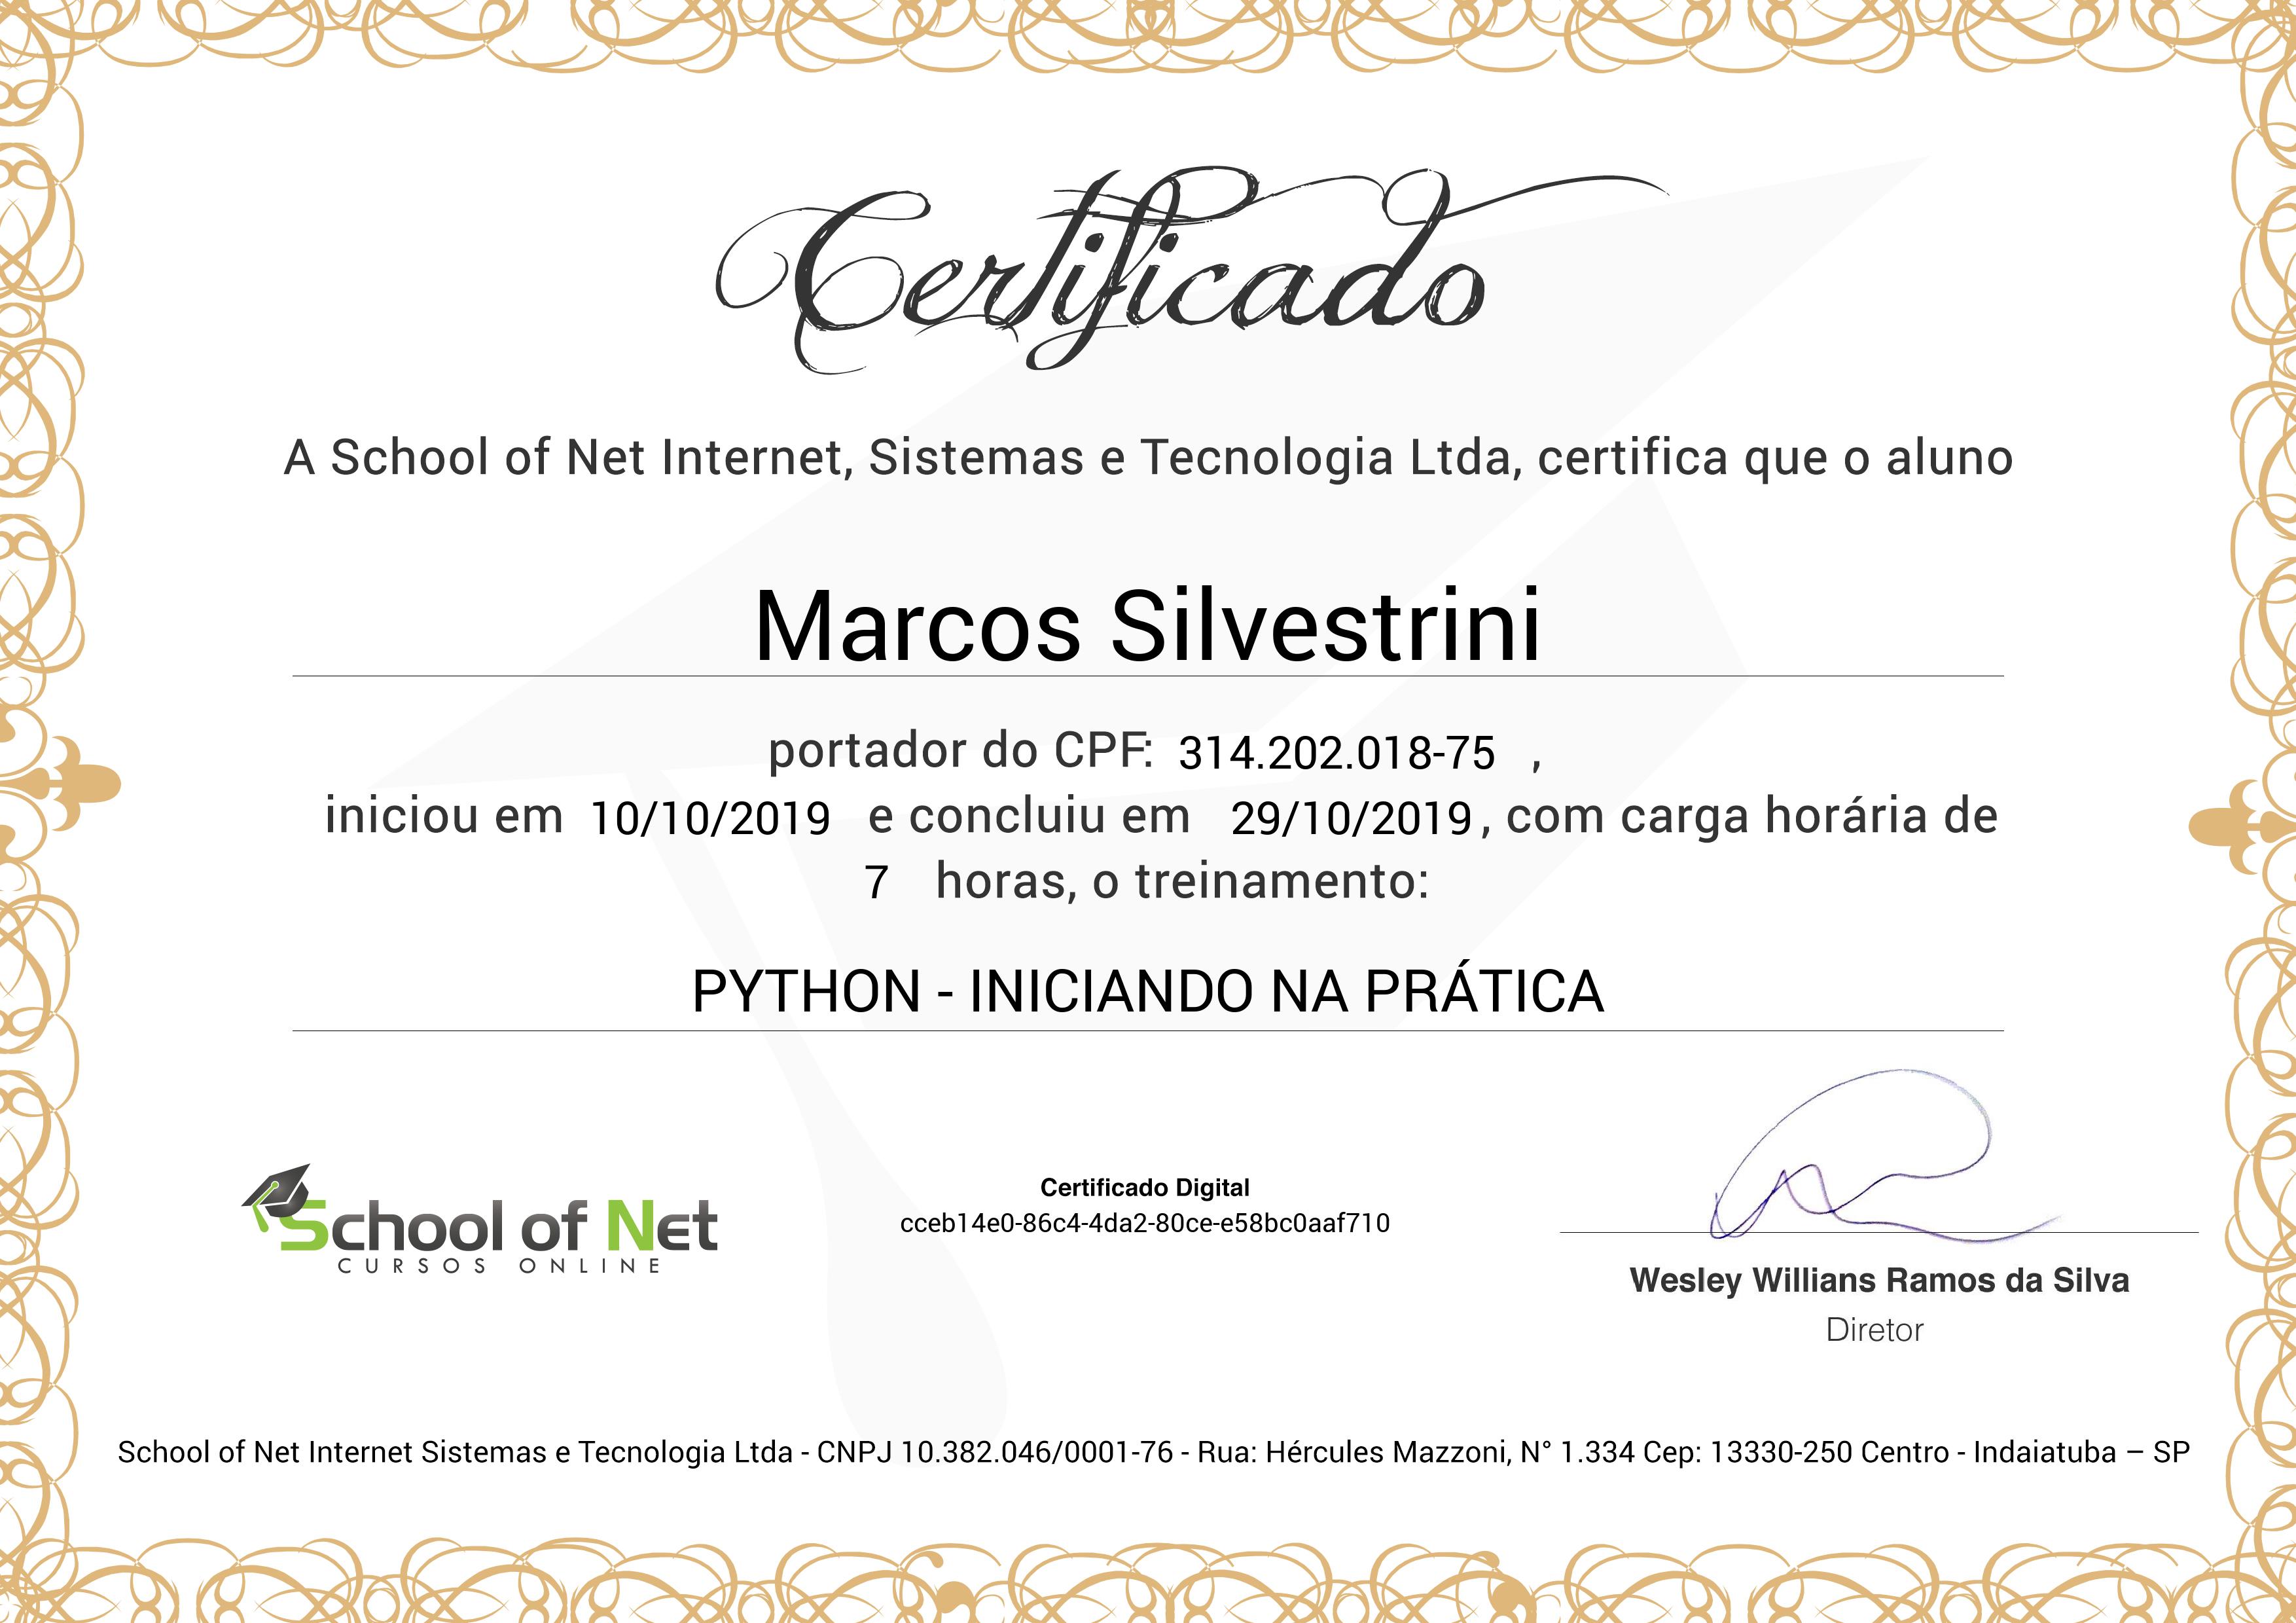 Certificado
A School of Net Internet, Sistemas e Tecnologia Ltda, certifica que o aluno
Marcos Silvestrini
portador do CPF: 314.202.018-75 ,
iniciou em 10/10/2019 e concluiu em 29/10/2019, com carga horária de
7 horas, o treinamento:
PYTHON - INICIANDO NA PRÁTICA
School of Net
CURSOS ONLINE
Certificado Digital
cceb14e0-86c4-4da2-80ce-e58bc0aaf710
Wesley Willians Ramos da Silva
Diretor
School of Net Internet Sistemas e Tecnologia Ltda - CNPJ 10.382.046/0001-76 - Rua: Hércules Mazzoni, N° 1.334 Cep: 13330-250 Centro - Indaiatuba – SP